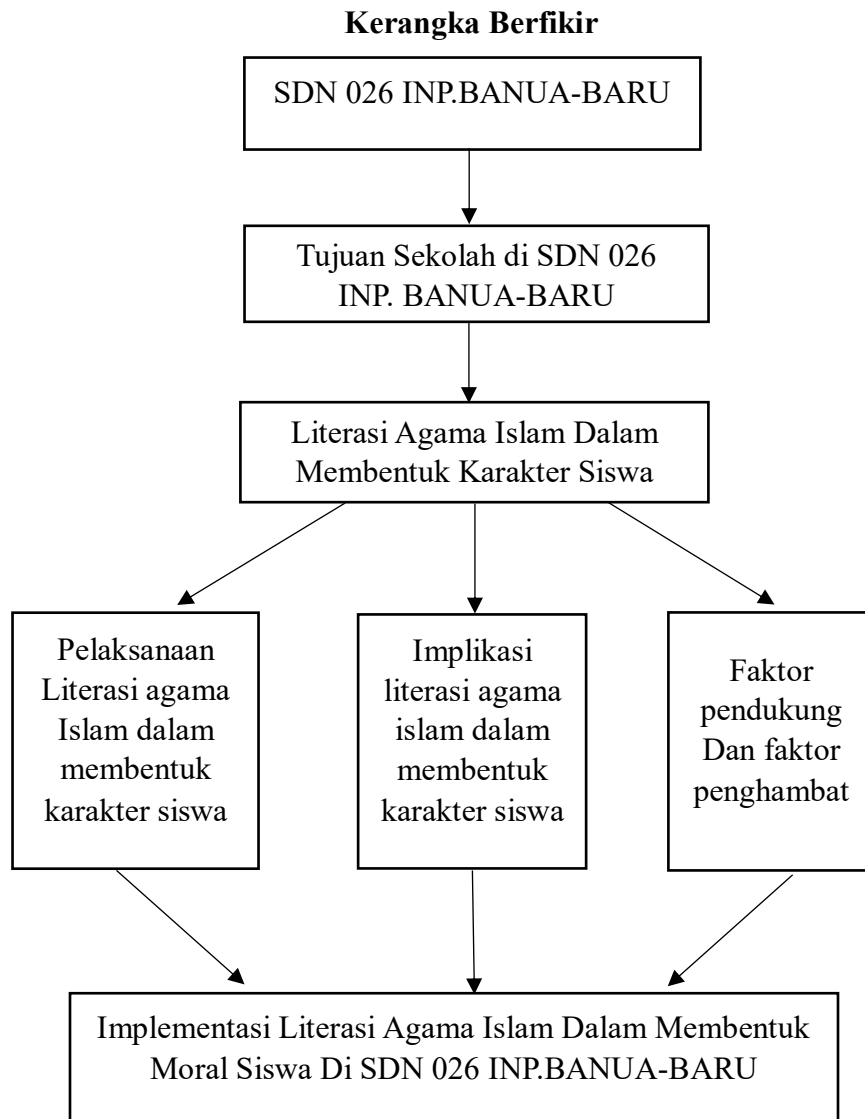 Kerangka Berfikir
SDN 026 INP.BANUA-BARU
Tujuan Sekolah di SDN 026
INP. BANUA-BARU
Literasi Agama Islam Dalam
Membentuk Karakter Siswa
Pelaksanaan
Literasi agama
Islam dalam
membentuk
karakter siswa
Implikasi
literasi agama
islam dalam
membentuk
karakter siswa
Faktor
pendukung
Dan faktor
penghambat
Implementasi Literasi Agama Islam Dalam Membentuk
Moral Siswa Di SDN 026 INP.BANUA-BARU